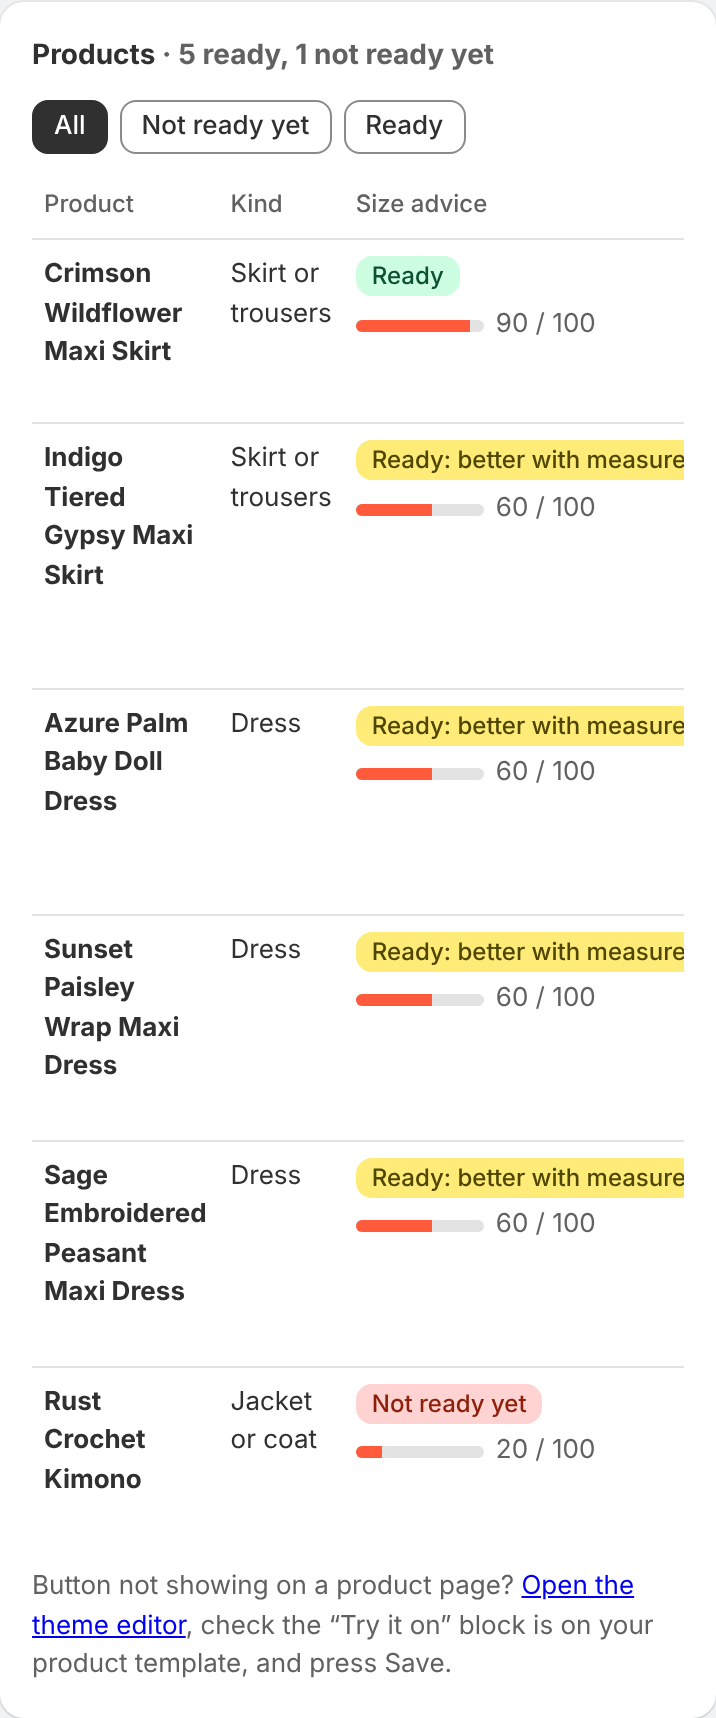 Products · 5 ready, 1 not ready yet
All
Not ready yet
Ready
Product Kind Size advice
Crimson Wildflower Maxi Skirt
Skirt or trousers
Ready
90 / 100
Indigo Tiered Gypsy Maxi Skirt
Skirt or trousers
Ready: better with measure
60 / 100
Azure Palm Baby Doll Dress
Dress
Ready: better with measure
60 / 100
Sunset Paisley Wrap Maxi Dress
Dress
Ready: better with measure
60 / 100
Sage Embroidered Peasant Maxi Dress
Dress
Ready: better with measure
60 / 100
Rust Crochet Kimono
Jacket or coat
Not ready yet
20 / 100
Button not showing on a product page? Open the
theme editor, check the “Try it on” block is on your
product template, and press Save.